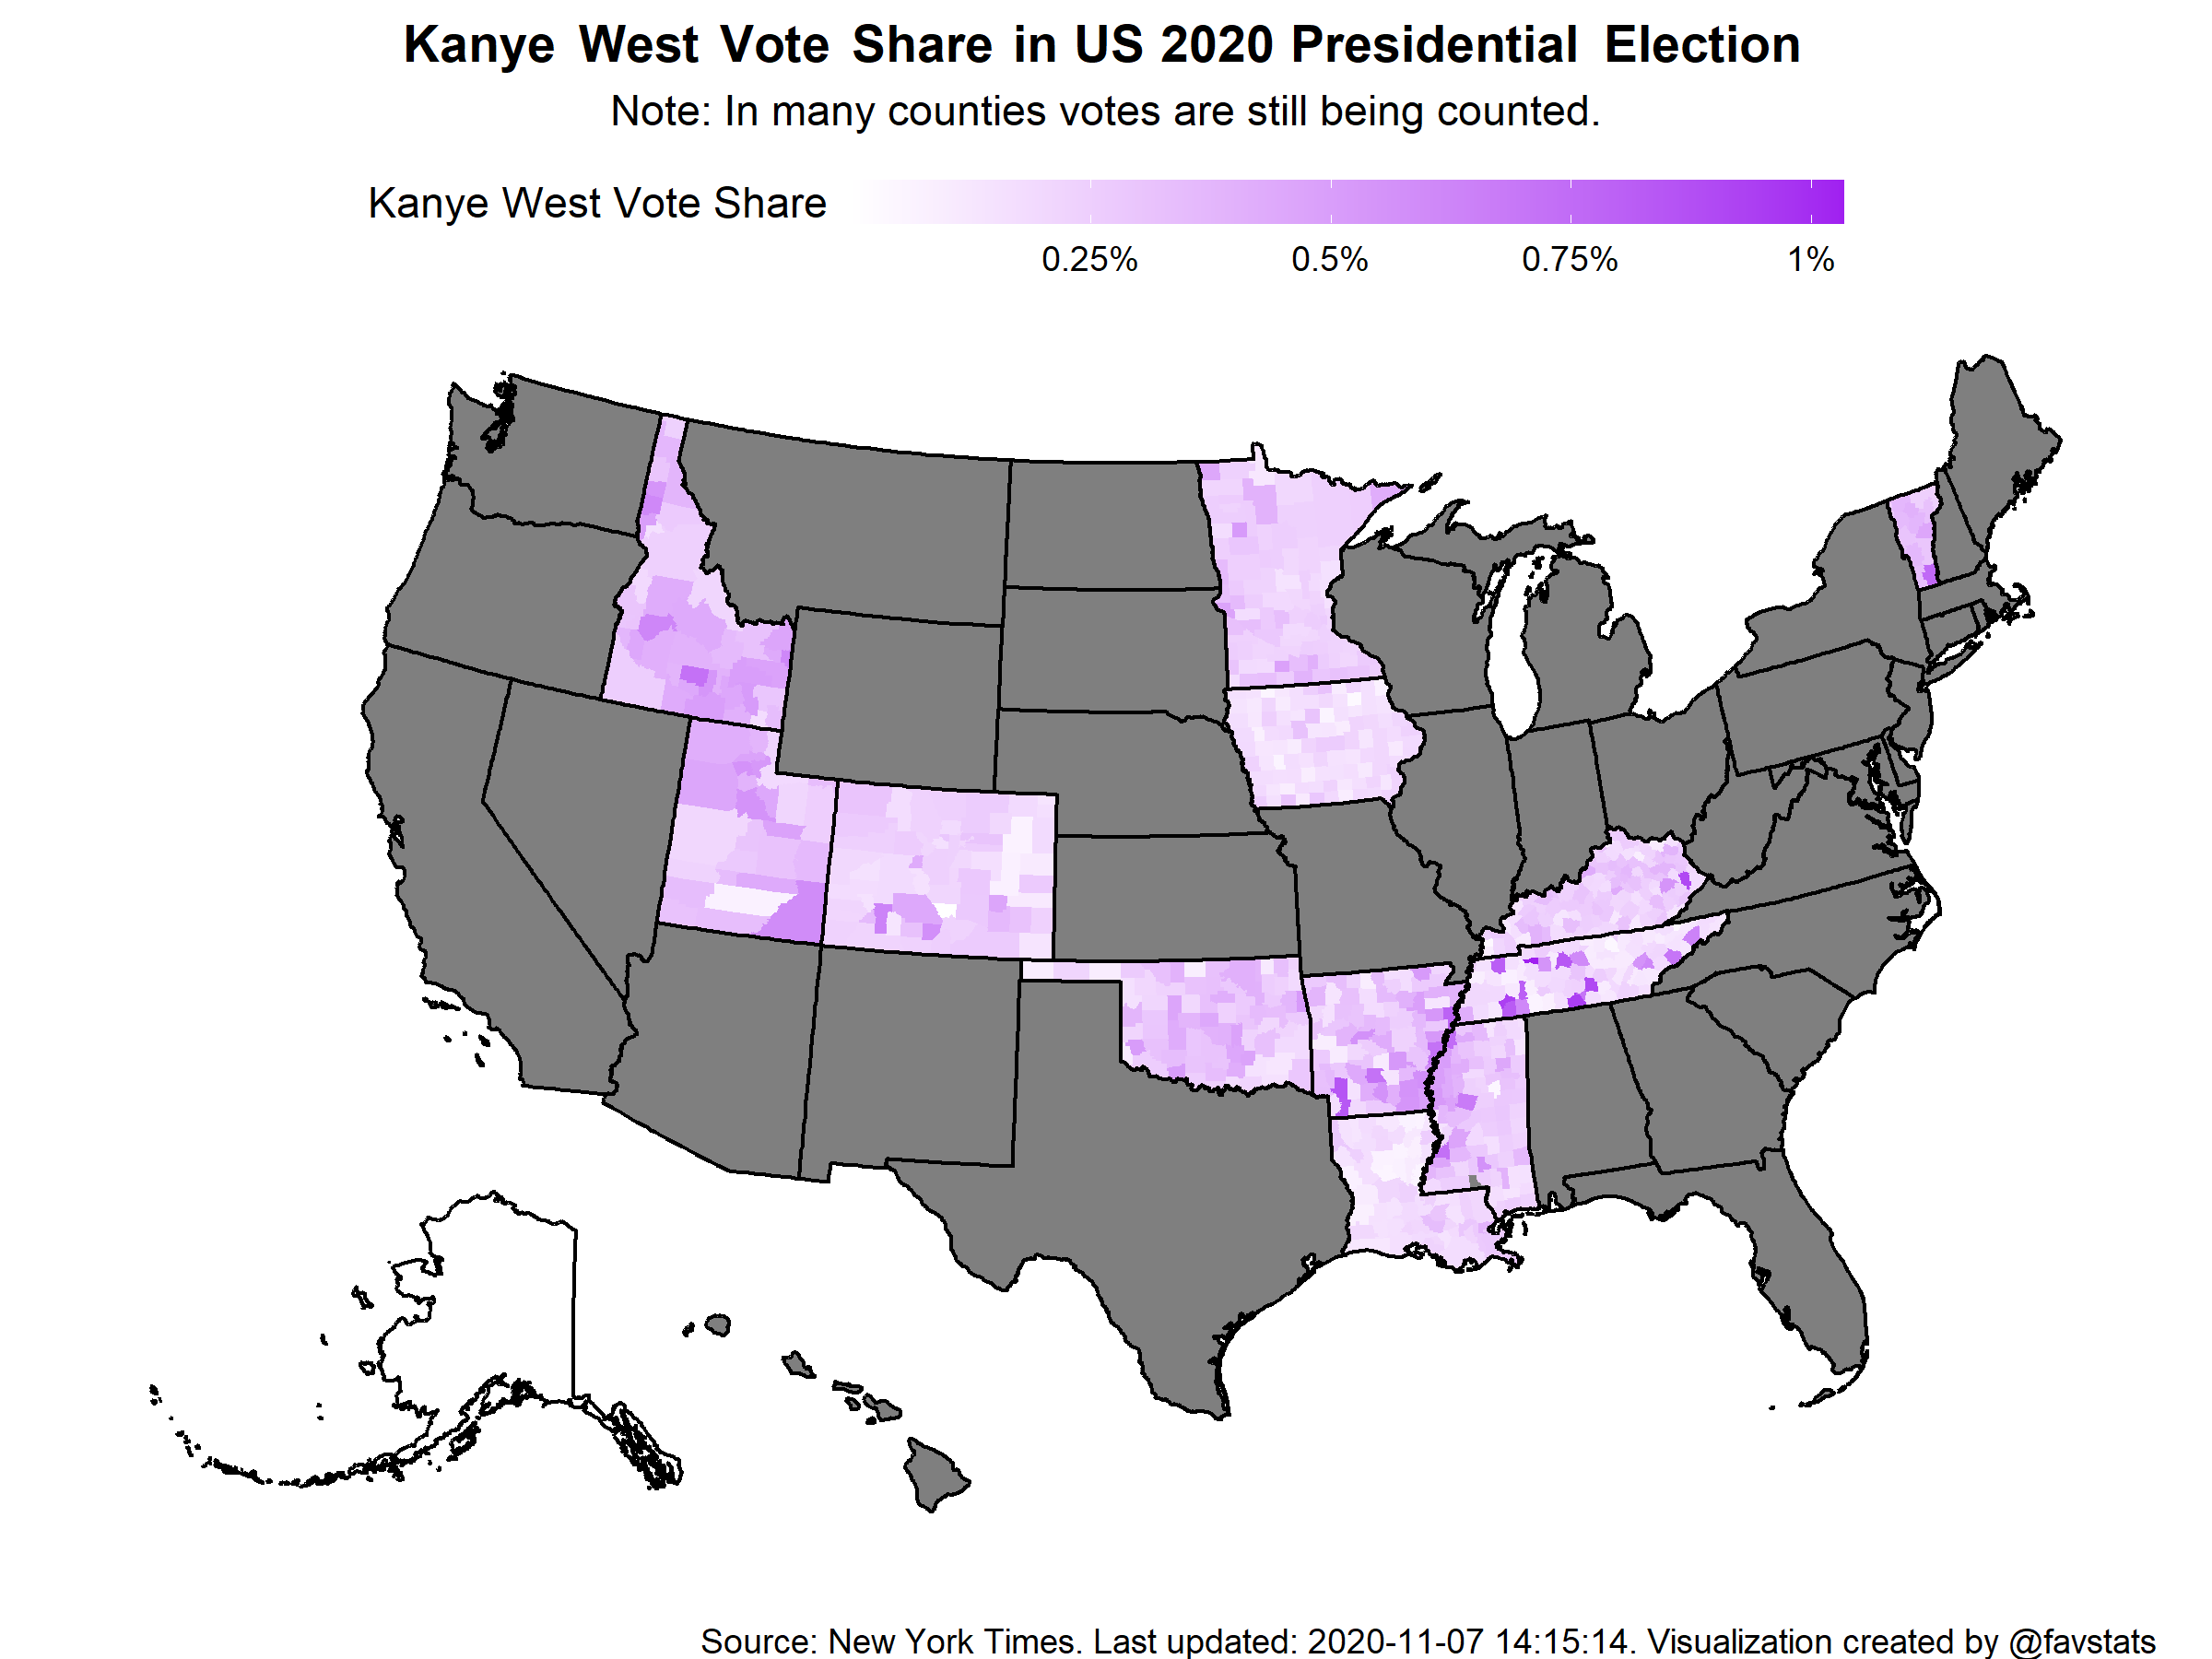 Kanye West Vote Share in US 2020 Presidential Election
Note: In many counties votes are still being counted.
Kanye West Vote Share
0.25% 0.5% 0.75% 1%
Source: New York Times. Last updated: 2020-11-07 14:15:14. Visualization created by @favstats